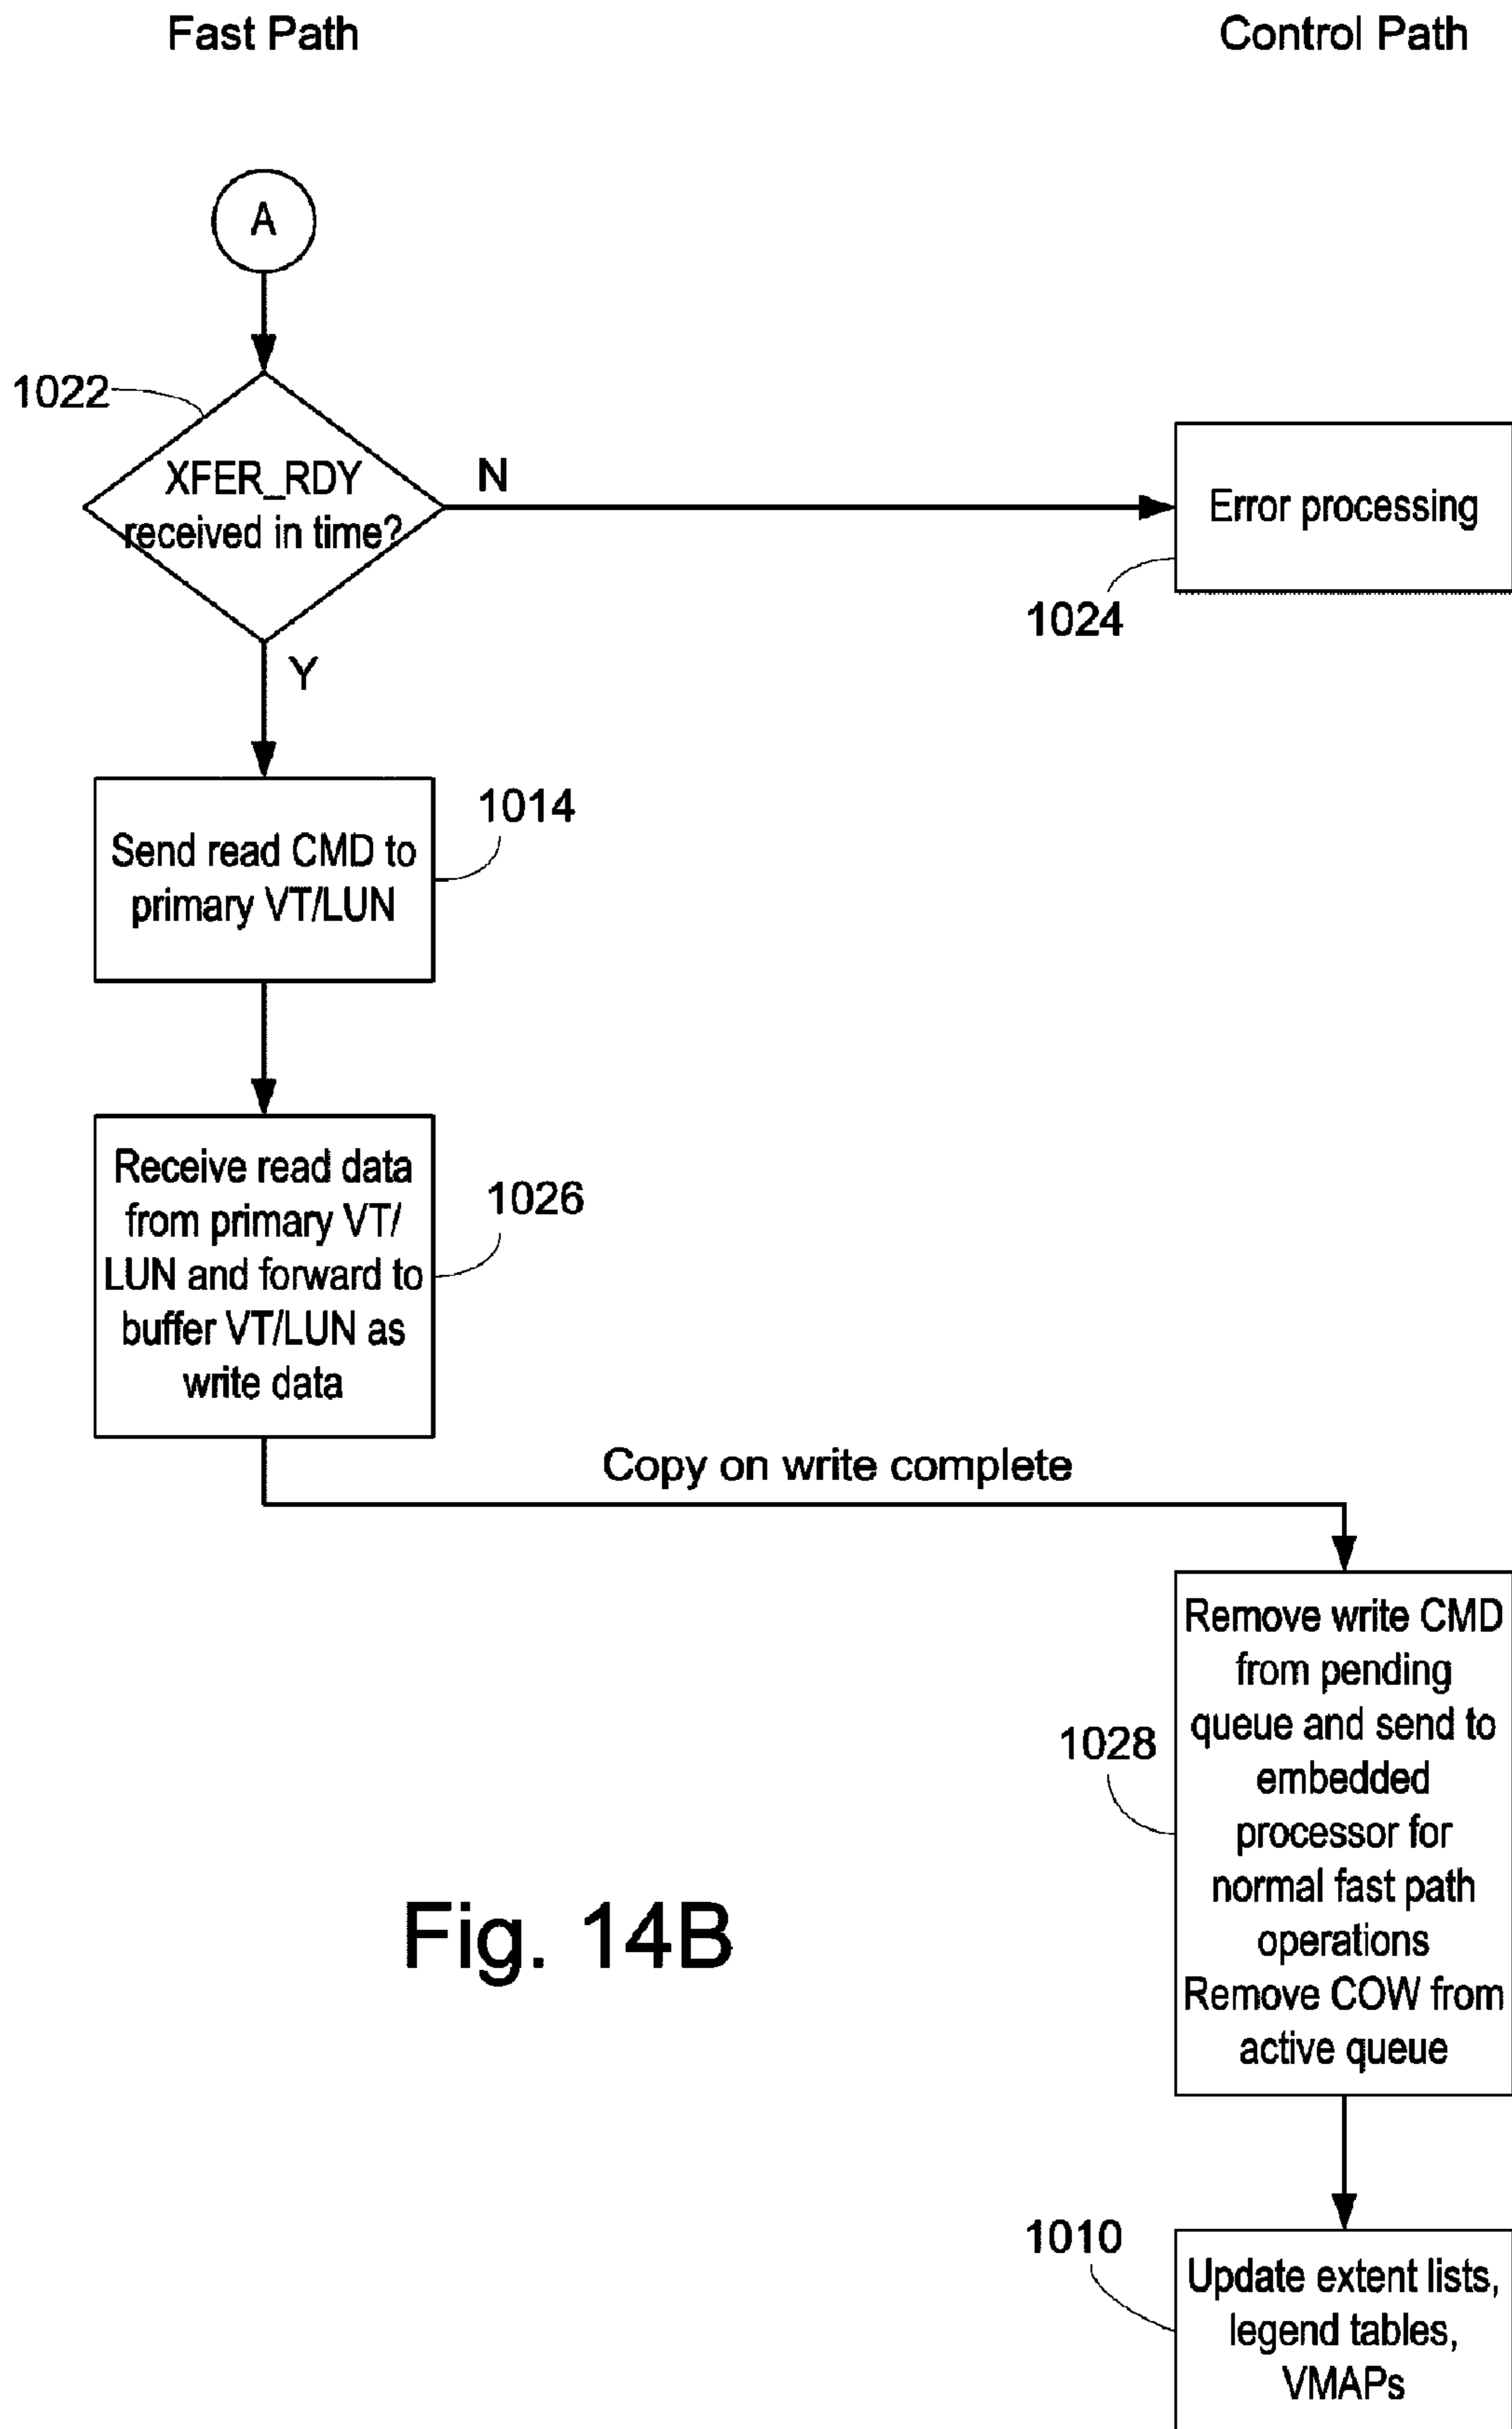 Fast Path
Control Path
A
1022
XFER_RDY
received in time?
N
Error processing
1024
Y
Send read CMD to
primary VT/LUN
1014
Receive read data
from primary VT/
LUN and forward to
buffer VT/LUN as
write data
1026
Copy on write complete
Remove write CMD
from pending
queue and send to
embedded
processor for
normal fast path
operations
Remove COW from
active queue
1028
Fig. 14B
1010
Update extent lists,
legend tables,
VMAPs